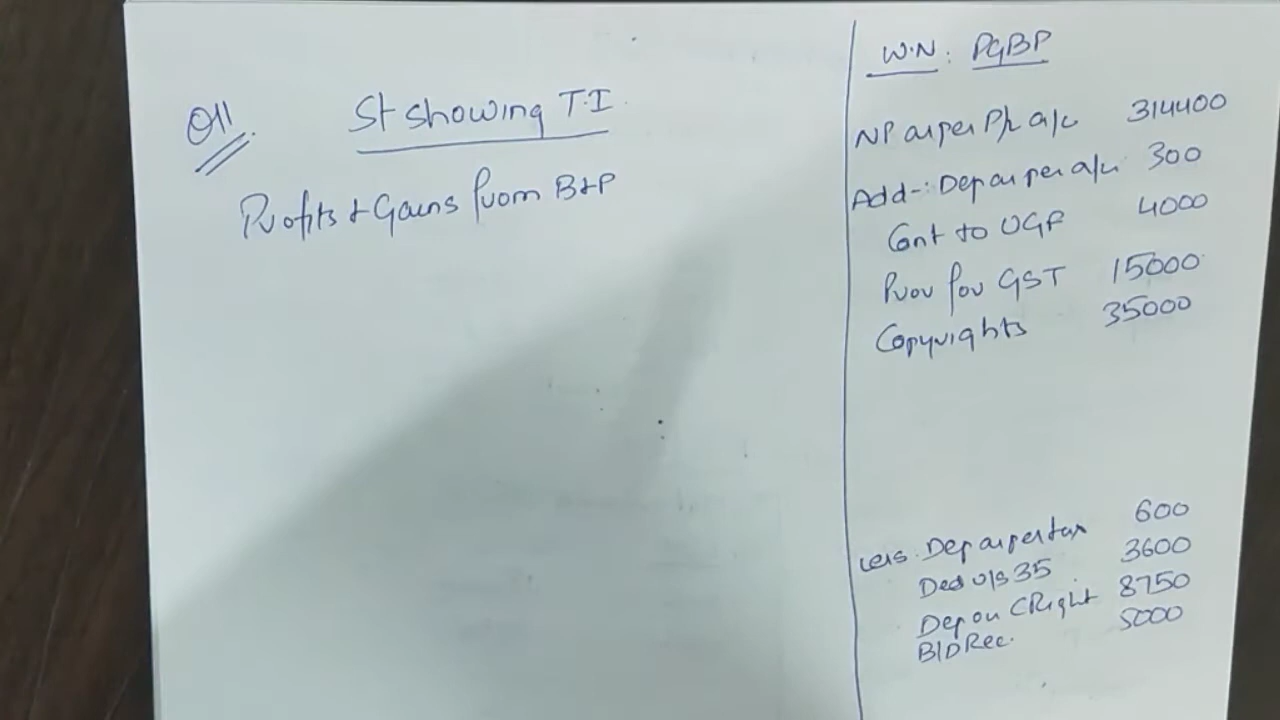 Q11.
St showing T.I
Profits & Gains from B&P
W.N : PGBP
NP as per P/L a/c 314400
Add-: Dep as per a/c 300
Cont to UGP 4000
Prov for GST 15000
Copyrights 35000
Less. Dep as per tax 600
Ded U/S 35 3600
Dep on CRight 8750
B/D Rec. 5000